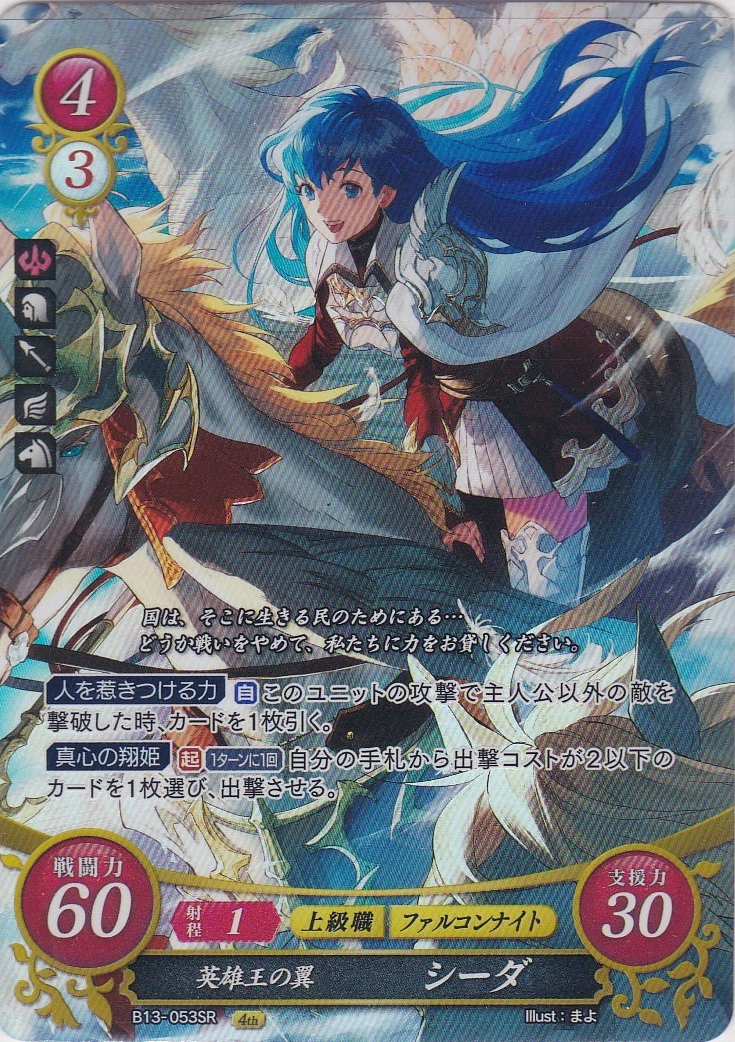 4
3
国は、そこに生きる民のためにある…
どうか戦いをやめて、私たちに力をお貸しください。
人を惹きつける力 自 このユニットの攻撃で主人公以外の敵を
撃破した時、カードを1枚引く。
真心の翔姫 起 1ターンに1回 自分の手札から出撃コストが2以下の
カードを1枚選び、出撃させる。
戦闘力
60
射程 1
上級職 ファルコンナイト
支援力
30
英雄王の翼 シーダ
B13-053SR 4th Illust:まよ